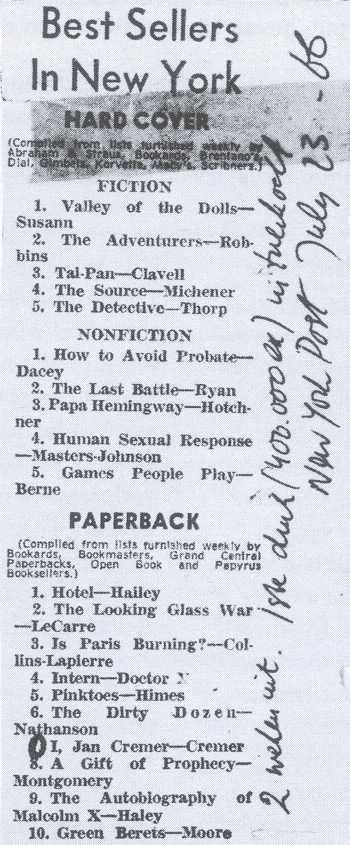 Best Sellers
In New York
HARD COVER
(Compiled from lists furnished weekly by
Abraham & Straus, Bookards, Brentano's,
Dial, Gimbels, Korvette, Macy's, Scribners.)
FICTION
1. Valley of the Dolls—
Susann
2. The Adventurers—Rob-
bins
3. Tai-Pan—Clavell
4. The Source—Michener
5. The Detective—Thorp
NONFICTION
1. How to Avoid Probate—
Dacey
2. The Last Battle—Ryan
3. Papa Hemingway—Hotch-
ner
4. Human Sexual Response
—Masters-Johnson
5. Games People Play—
Berne
PAPERBACK
(Compiled from lists furnished weekly by
Bookards, Bookmasters, Grand Central
Paperbacks, Open Book and Papyrus
Booksellers.)
1. Hotel—Hailey
2. The Looking Glass War
—LeCarre
3. Is Paris Burning?—Col-
lins-Lapierre
4. Intern—Doctor X
5. Pinktoes—Himes
6. The Dirty Dozen—
Nathanson
I, Jan Cremer—Cremer
8. A Gift of Prophecy—
Montgomery
9. The Autobiography of
Malcolm X—Haley
10. Green Berets—Moore
2 weken uit. 1ste druk (400.000 ex) uitverkocht
New York Post July 23 -